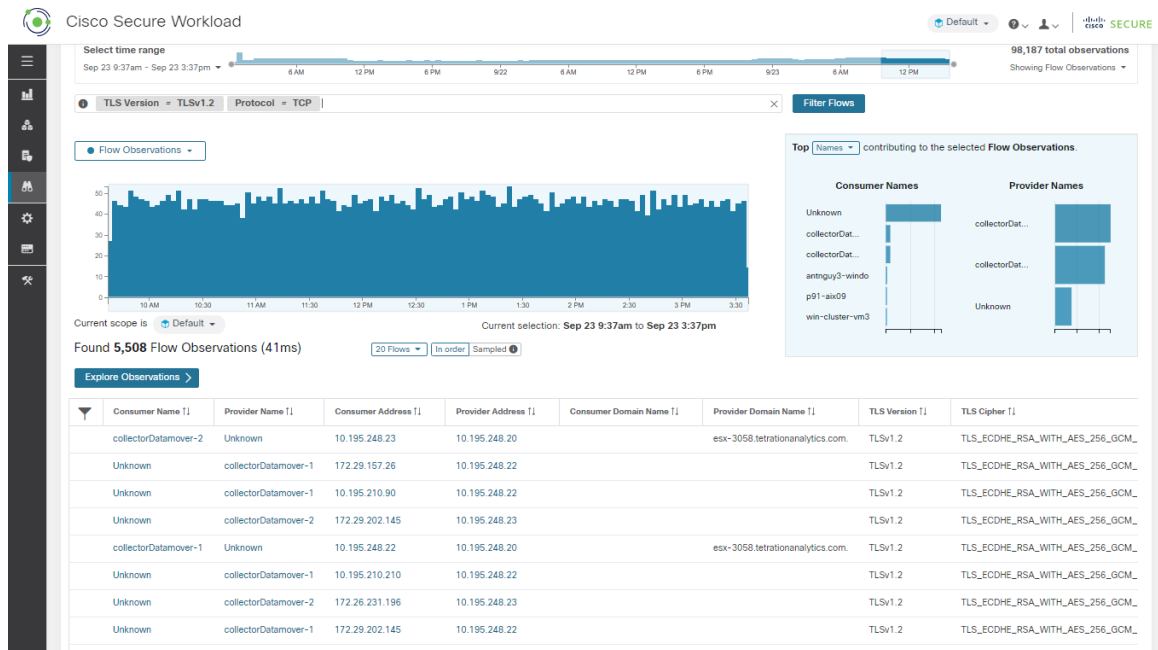 Cisco Secure Workload
Default
CISCO SECURE
Select time range
98,187 total observations
Sep 23 9:37am - Sep 23 3:37pm
Showing Flow Observations
6 AM 12 PM 6 PM 9/22 6 AM 12 PM 6 PM 9/23 6 AM 12 PM
TLS Version = TLSv1.2 Protocol = TCP
Filter Flows
Flow Observations
Top Names contributing to the selected Flow Observations.
Consumer Names Provider Names
50
40
30
20
10
0
10 AM 10:30 11 AM 11:30 12 PM 12:30 1 PM 1:30 2 PM 2:30 3 PM 3:30
Unknown
collectorDat...
collectorDat...
antnguy3-windo
p91-aix09
win-cluster-vm3
collectorDat...
collectorDat...
Unknown
Current scope is Default
Current selection: Sep 23 9:37am to Sep 23 3:37pm
Found 5,508 Flow Observations (41ms)
20 Flows In order Sampled
Explore Observations
Consumer Name Provider Name Consumer Address Provider Address Consumer Domain Name Provider Domain Name TLS Version TLS Cipher
collectorDatamover-2 Unknown 10.195.248.23 10.195.248.20 esx-3058.tetrationanalytics.com. TLSv1.2 TLS_ECDHE_RSA_WITH_AES_256_GCM_
Unknown collectorDatamover-1 172.29.157.26 10.195.248.22 TLSv1.2 TLS_ECDHE_RSA_WITH_AES_256_GCM_
Unknown collectorDatamover-1 10.195.210.90 10.195.248.22 TLSv1.2 TLS_ECDHE_RSA_WITH_AES_256_GCM_
Unknown collectorDatamover-2 172.29.202.145 10.195.248.23 TLSv1.2 TLS_ECDHE_RSA_WITH_AES_256_GCM_
collectorDatamover-1 Unknown 10.195.248.22 10.195.248.20 esx-3058.tetrationanalytics.com. TLSv1.2 TLS_ECDHE_RSA_WITH_AES_256_GCM_
Unknown collectorDatamover-1 10.195.210.210 10.195.248.22 TLSv1.2 TLS_ECDHE_RSA_WITH_AES_256_GCM_
Unknown collectorDatamover-2 172.26.231.196 10.195.248.23 TLSv1.2 TLS_ECDHE_RSA_WITH_AES_256_GCM_
Unknown collectorDatamover-1 172.29.202.145 10.195.248.22 TLSv1.2 TLS_ECDHE_RSA_WITH_AES_256_GCM_